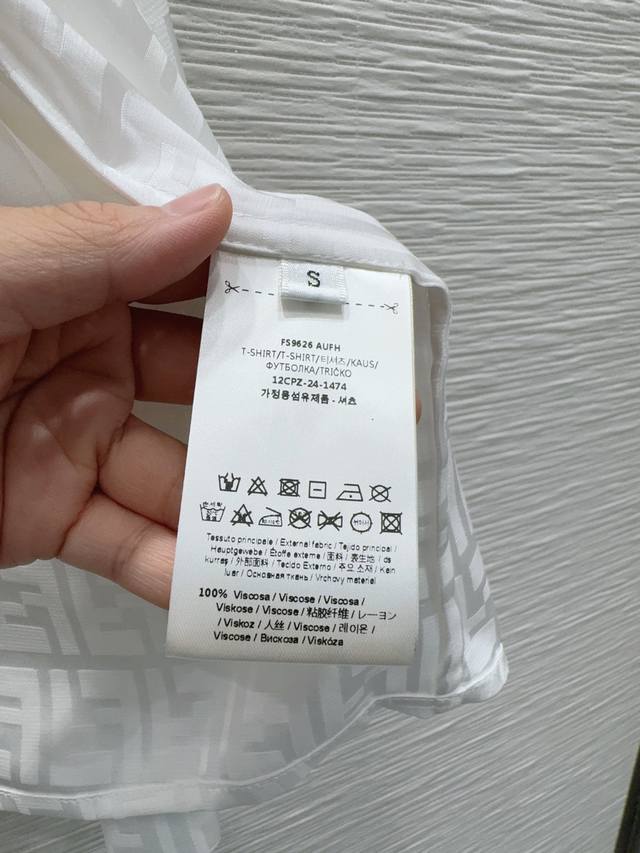 S
FS9626 AUFH
T-SHIRT/T-SHIRT/티셔츠/KAUS/
ФУТБОЛКА/TRIČKO
12CPZ-24-1474
가정용섬유제품 - 셔츠
Tessuto principale / External fabric / Tejido principal /
Hauptgewebe / Étoffe externe / 面料 / 表生地 / dış
kumaş / 外部面料 / Tecido Externo / 주요 소재 / Kain
luar / Основная ткань / Vrchový materiel
100% Viscosa / Viscose / Viscosa /
Viskose / Viscose / 粘胶纤维 / レーヨン
/ Viskoz / 人丝 / Viscose / 레이온 /
Viscose / Вискоза / Viskóza